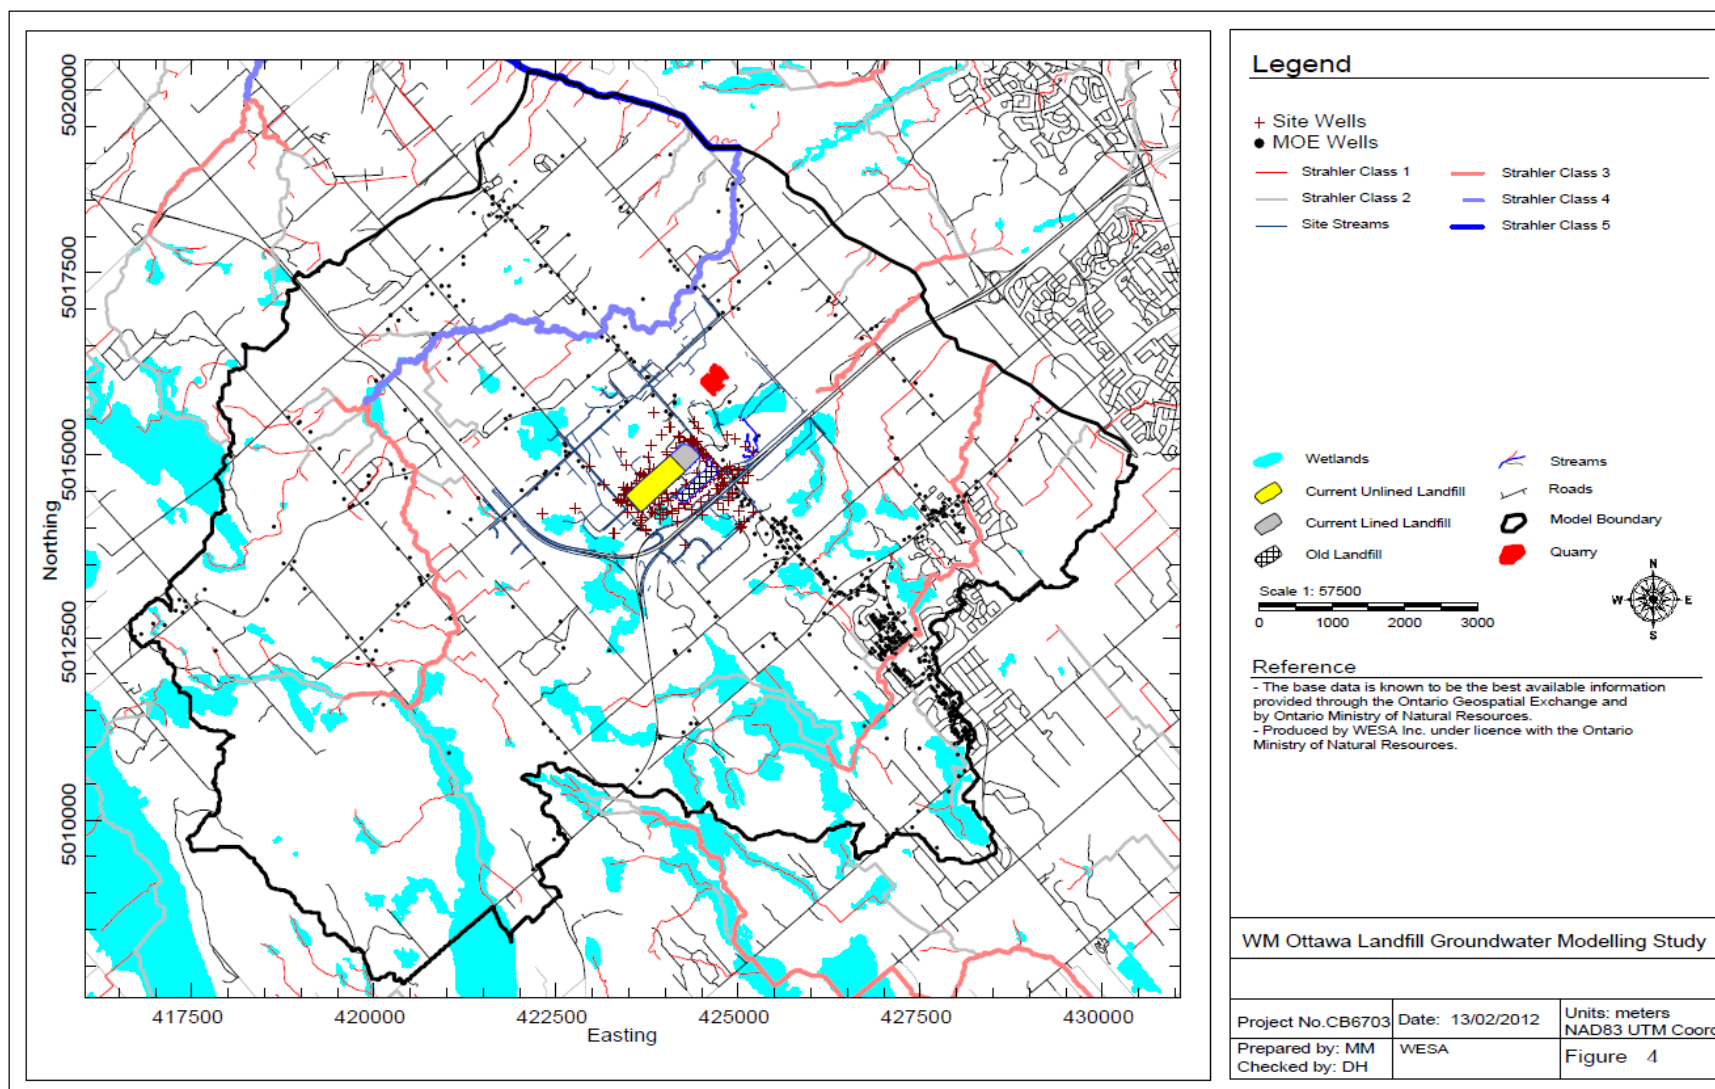 5020000
5017500
5015000
5012500
5010000
Northing
417500
420000
422500
425000
427500
430000
Easting
Legend
Site Wells
MOE Wells
Strahler Class 1
Strahler Class 3
Strahler Class 2
Strahler Class 4
Site Streams
Strahler Class 5
Wetlands
Streams
Current Unlined Landfill
Roads
Current Lined Landfill
Model Boundary
Old Landfill
Quarry
N
W
E
S
Scale 1: 57500
0 1000 2000 3000
Reference
- The base data is known to be the best available information
provided through the Ontario Geospatial Exchange and
by Ontario Ministry of Natural Resources.
- Produced by WESA Inc. under licence with the Ontario
Ministry of Natural Resources.
WM Ottawa Landfill Groundwater Modelling Study
Project No.CB6703
Date: 13/02/2012
Units: meters
NAD83 UTM Coord
Prepared by: MM
Checked by: DH
WESA
Figure 4